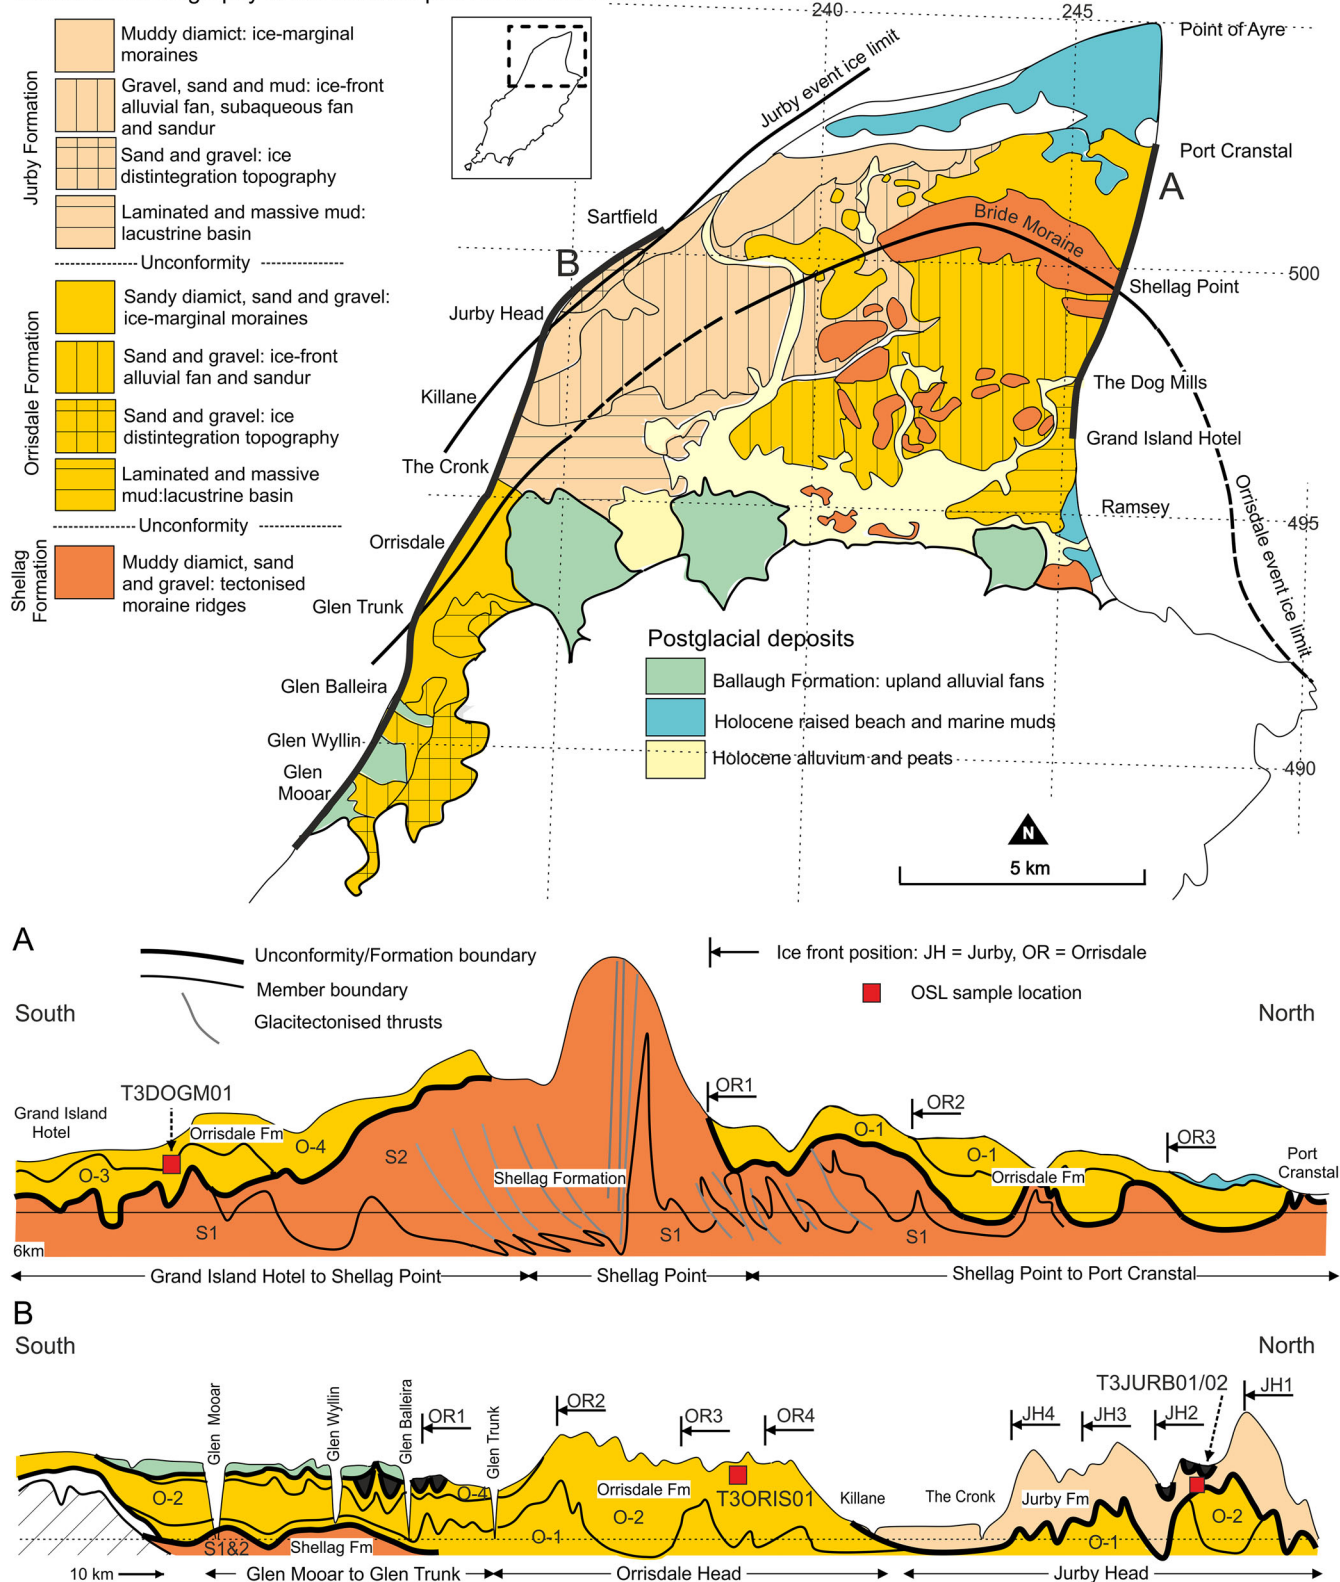 Muddy diamict: ice-marginal
moraines
Gravel, sand and mud: ice-front
alluvial fan, subaqueous fan
and sandur
Sand and gravel: ice
distintegration topography
Laminated and massive mud:
lacustrine basin
Jurby Formation
Unconformity
Sandy diamict, sand and gravel:
ice-marginal moraines
Sand and gravel: ice-front
alluvial fan and sandur
Sand and gravel: ice
distintegration topography
Laminated and massive
mud:lacustrine basin
Orrisdale Formation
Unconformity
Muddy diamict, sand
and gravel: tectonised
moraine ridges
Shellag
Formation
240
245
Point of Ayre
Jurby event ice limit
Port Cranstal
A
Sartfield
Bride Moraine
B
500
Shellag Point
Jurby Head
The Dog Mills
Killane
Grand Island Hotel
The Cronk
Orrisdale event ice limit
Ramsey
495
Orrisdale
Glen Trunk
Glen Balleira
Glen Wyllin
Glen
Mooar
Postglacial deposits
Ballaugh Formation: upland alluvial fans
Holocene raised beach and marine muds
Holocene alluvium and peats
490
N
5 km
A
Unconformity/Formation boundary
Member boundary
Glacitectonised thrusts
Ice front position: JH = Jurby, OR = Orrisdale
OSL sample location
South
North
T3DOGM01
Grand Island
Hotel
Orrisdale Fm
O-4
O-3
S2
Shellag Formation
S1
S1
S1
OR1
OR2
OR3
O-1
O-1
Orrisdale Fm
Port
Cranstal
6km
Grand Island Hotel to Shellag Point
Shellag Point
Shellag Point to Port Cranstal
B
South
North
Glen Mooar
Glen Wyllin
Glen Balleira
OR1
Glen Trunk
OR2
OR3
OR4
T3JURB01/02
JH4
JH3
JH2
JH1
O-2
O-4
Orrisdale Fm
T3ORIS01
O-2
O-1
Killane
The Cronk
Jurby Fm
O-1
O-2
S1&2
Shellag Fm
10 km
Glen Mooar to Glen Trunk
Orrisdale Head
Jurby Head